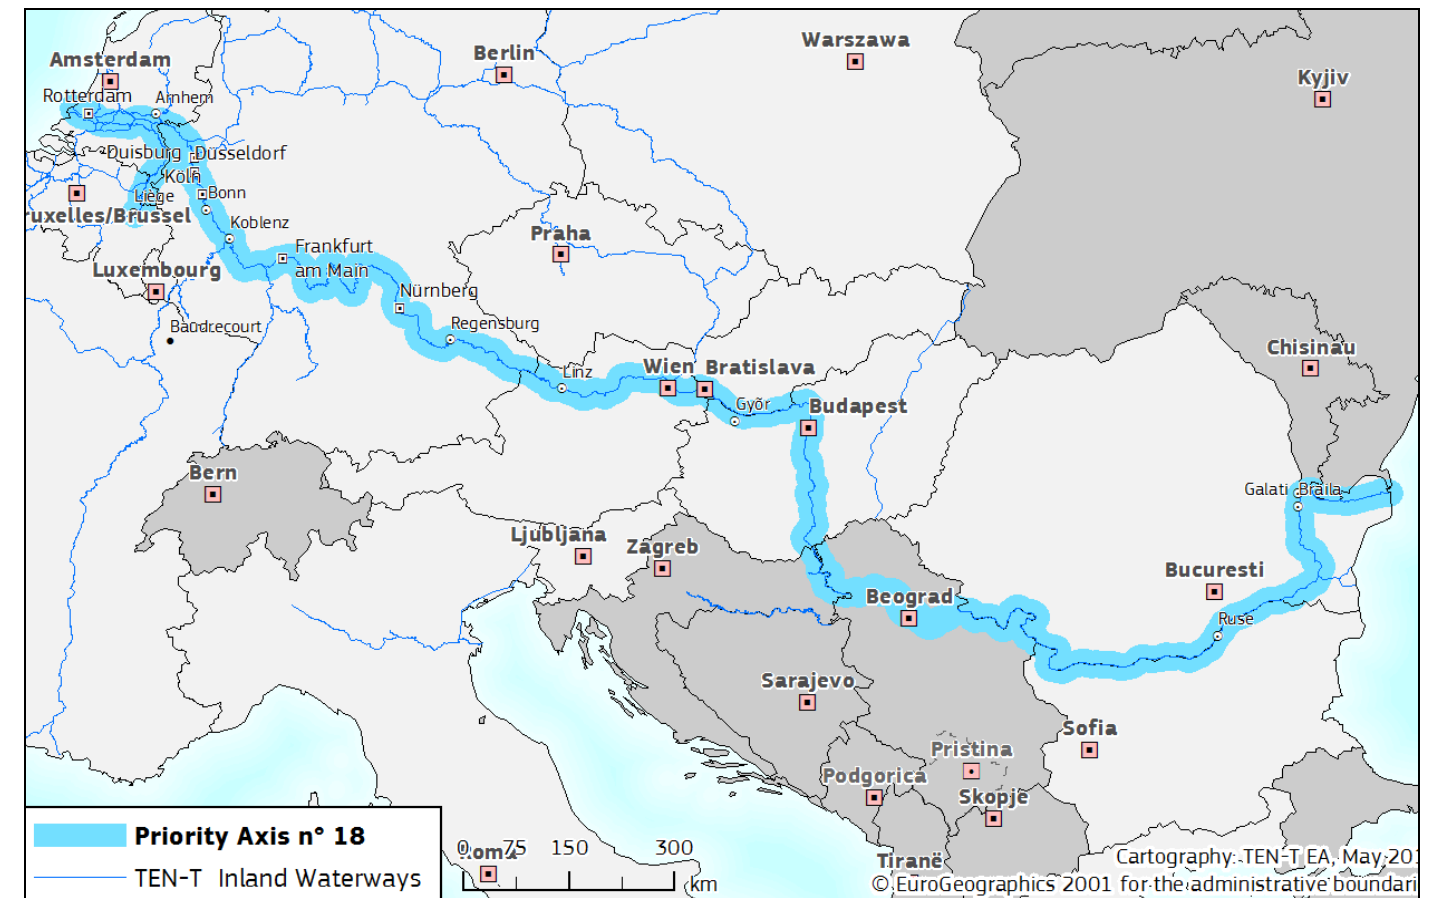 Warszawa
Berlin
Amsterdam
Kyjiv
Rotterdam
Arnhem
Duisburg
Düsseldorf
Köln
Liège
Bonn
ruxelles/Brussel
Koblenz
Praha
Frankfurt
am Main
Luxembourg
Nürnberg
Regensburg
Baudrecourt
Chisinau
Linz
Wien
Bratislava
Győr
Budapest
Bern
Galati
Braila
Ljubljana
Zagreb
Bucuresti
Beograd
Ruse
Sarajevo
Sofia
Pristina
Podgorica
Skopje
Priority Axis n° 18
TEN-T Inland Waterways
Roma
0 75 150 300
km
Tiranë
Cartography: TEN-T EA, May 201
© EuroGeographics 2001 for the administrative boundari